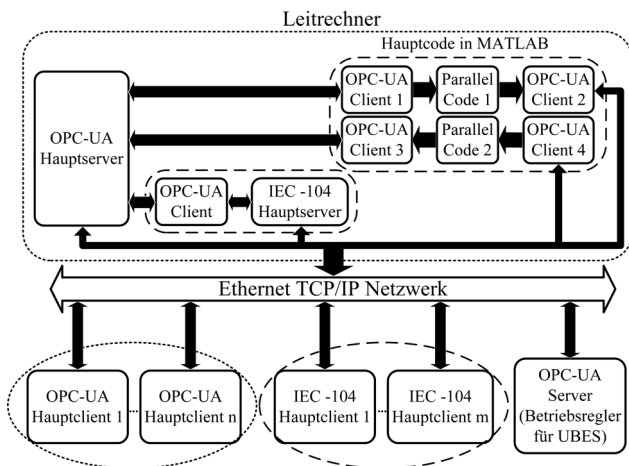 Leitrechner
Hauptcode in MATLAB
OPC-UA
Client 1
Parallel
Code 1
OPC-UA
Client 2
OPC-UA
Client 3
Parallel
Code 2
OPC-UA
Client 4
OPC-UA
Hauptserver
OPC-UA
Client
IEC -104
Hauptserver
Ethernet TCP/IP Netzwerk
OPC-UA
Hauptclient 1
...
OPC-UA
Hauptclient n
IEC -104
Hauptclient 1
...
IEC -104
Hauptclient m
OPC-UA
Server
(Betriebsregler
für UBES)